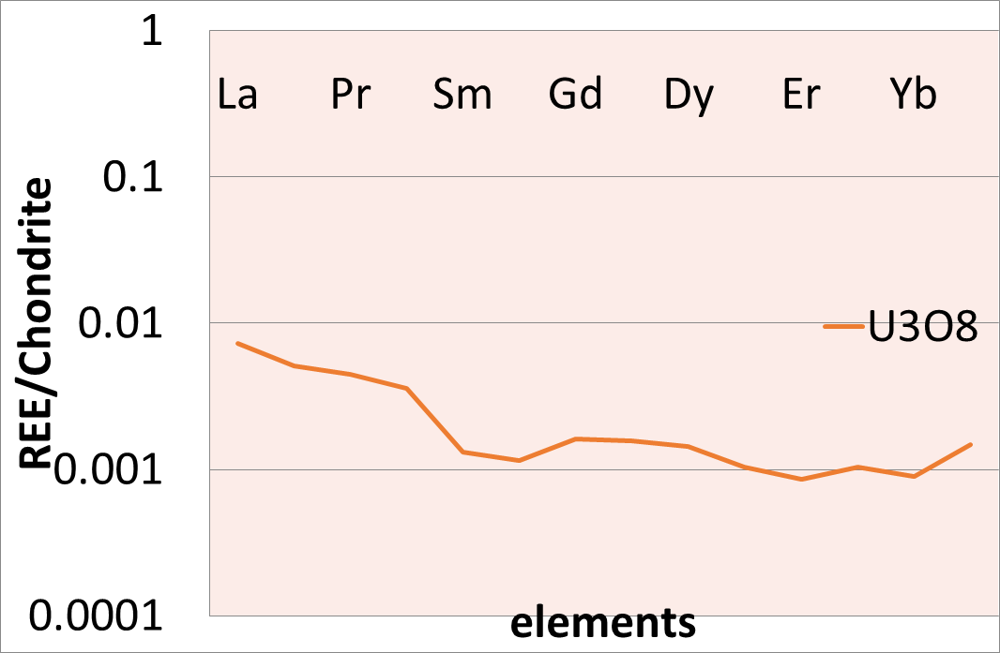 1
La Pr Sm Gd Dy Er Yb
0.1
0.01
U3O8
0.001
0.0001
REE/Chondrite
elements